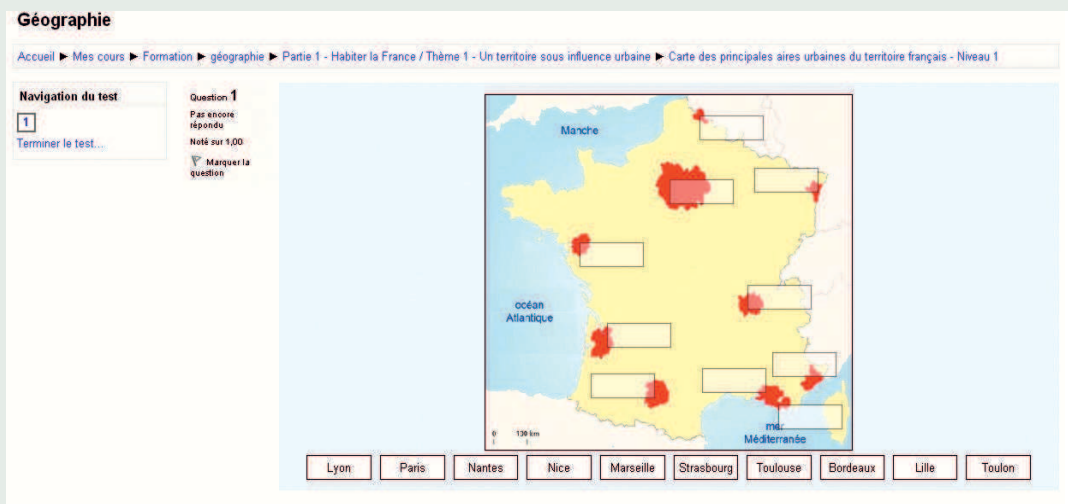 Géographie
Accueil ► Mes cours ► Formation ► géographie ► Partie 1 - Habiter la France / Thème 1 - Un territoire sous influence urbaine ► Carte des principales aires urbaines du territoire français - Niveau 1
Navigation du test
1
Terminer le test...
Question 1
Pas encore
répondu
Noté sur 1,00
Marquer la
question
Manche
océan
Atlantique
0 130 km
mer
Méditerranée
Lyon
Paris
Nantes
Nice
Marseille
Strasbourg
Toulouse
Bordeaux
Lille
Toulon